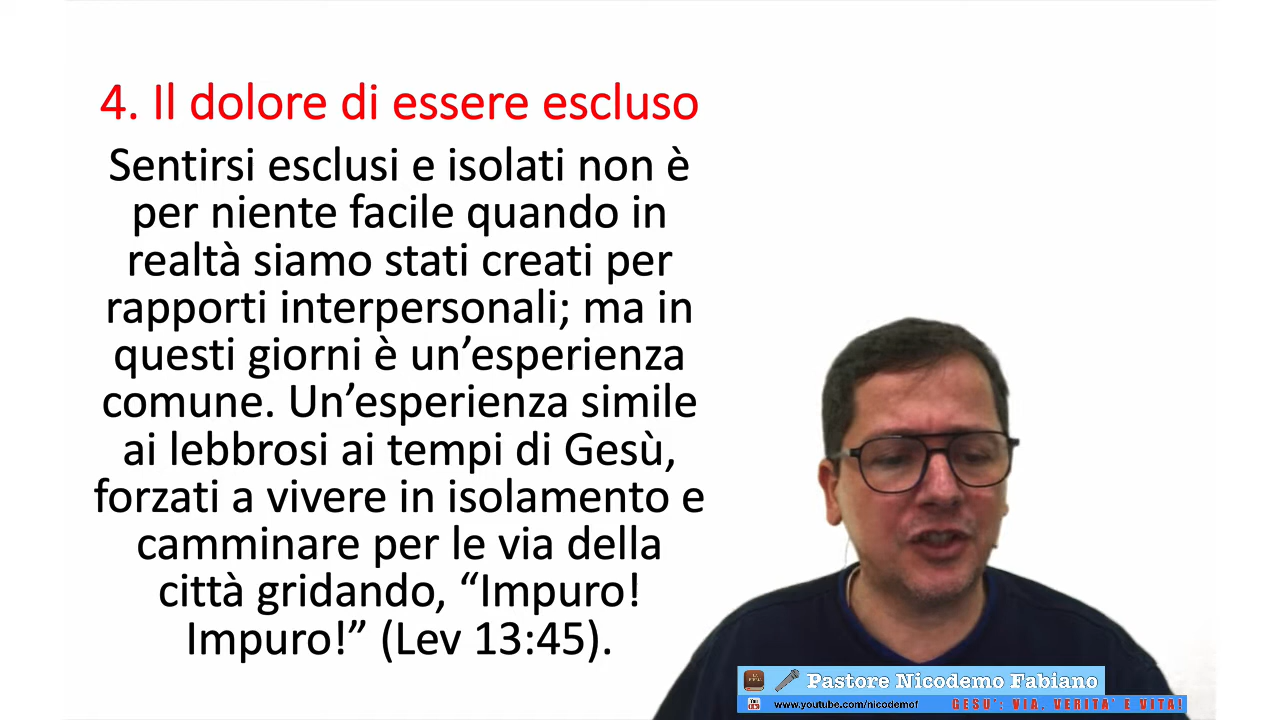 4. Il dolore di essere escluso
Sentirsi esclusi e isolati non è
per niente facile quando in
realtà siamo stati creati per
rapporti interpersonali; ma in
questi giorni è un’esperienza
comune. Un’esperienza simile
ai lebbrosi ai tempi di Gesù,
forzati a vivere in isolamento e
camminare per le via della
città gridando, “Impuro!
Impuro!” (Lev 13:45).
Pastore Nicodemo Fabiano
www.youtube.com/nicodemof
GESU': VIA, VERITA' E VITA!